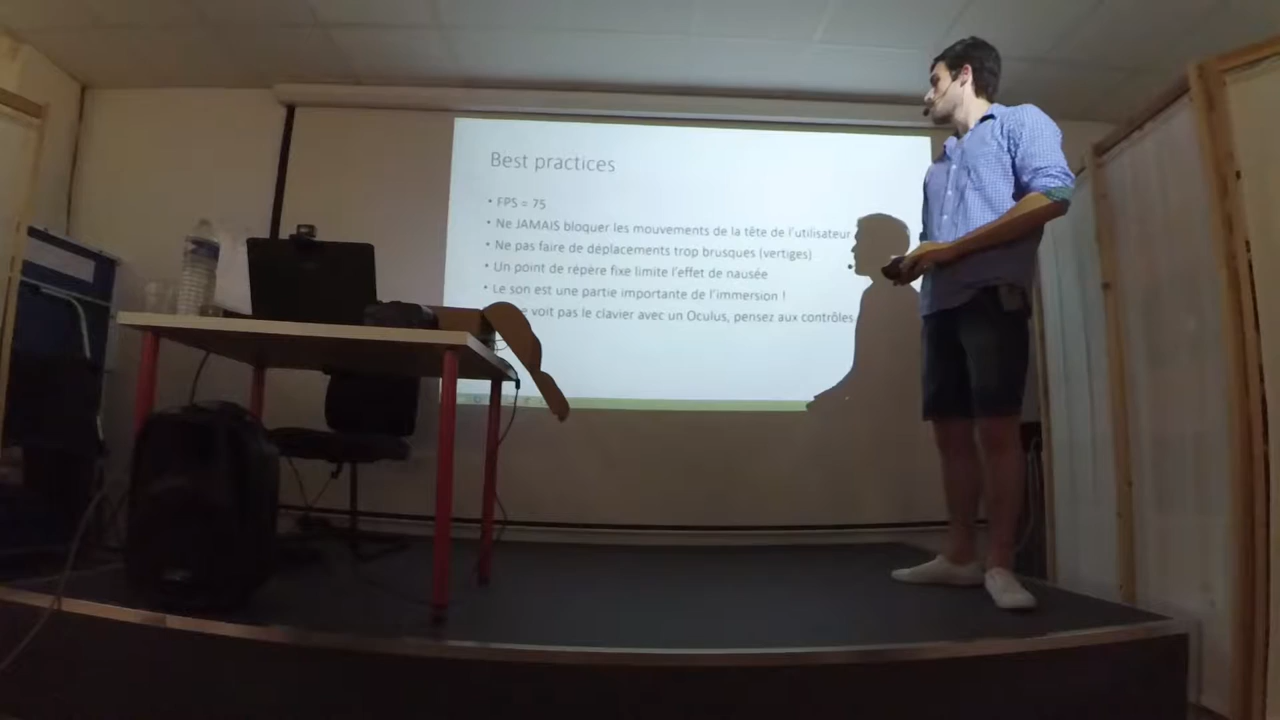 Best practices
• FPS = 75
• Ne JAMAIS bloquer les mouvements de la tête de l'utilisateur
• Ne pas faire de déplacements trop brusques (vertiges)
• Un point de repère fixe limite l'effet de nausée
• Le son est une partie importante de l'immersion !
voit pas le clavier avec un Oculus, pensez aux contrôles